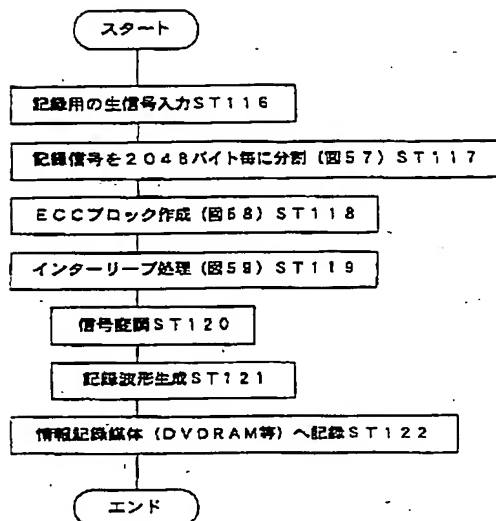 スタート
記録用の生信号入力ST116
記録信号を2048バイト毎に分割(図57)ST117
ECCブロック作成(図58)ST118
インターリーブ処理(図59)ST119
信号変調ST120
記録波形生成ST121
情報記録媒体(DVDRAM等)へ記録ST122
エンド